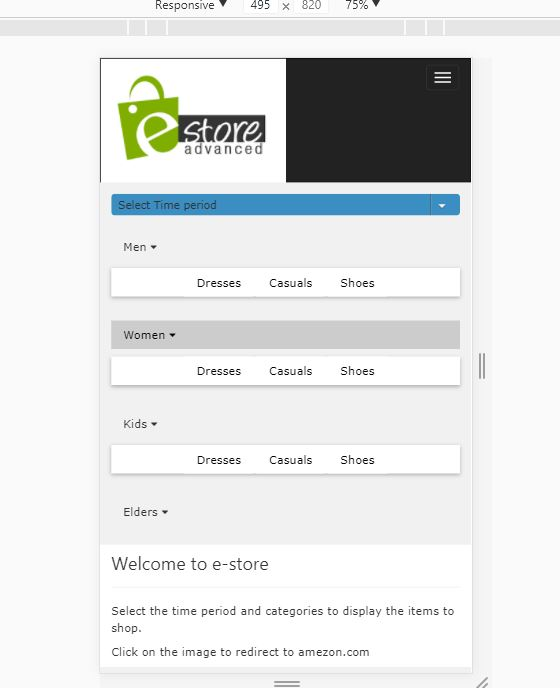 Responsive ▼ 495 × 820 75% ▼
e store
advanced
Select Time period
Men
Dresses Casuals Shoes
Women
Dresses Casuals Shoes
Kids
Dresses Casuals Shoes
Elders
Welcome to e-store
Select the time period and categories to display the items to
shop.
Click on the image to redirect to amezon.com